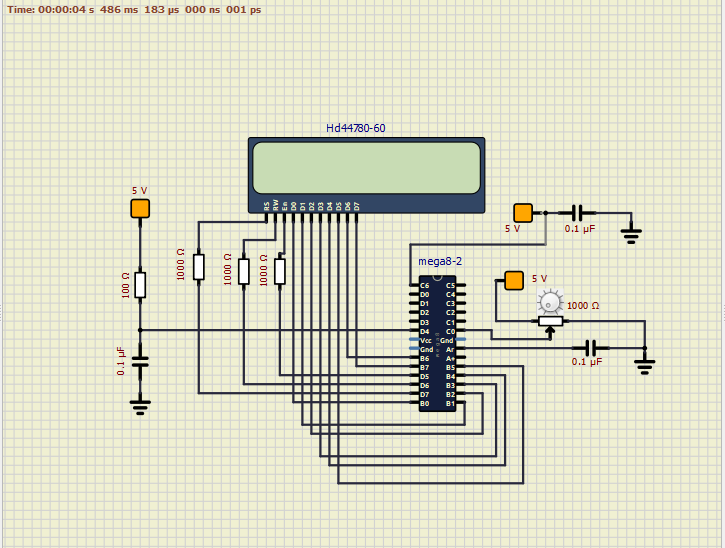 Time: 00:00:04 s 486 ms 183 µs 000 ns 001 ps
Hd44780-60
RS RW En D0 D1 D2 D3 D4 D5 D6 D7
5 V
100 Ω
0.1 µF
1000 Ω
1000 Ω
1000 Ω
mega8-2
C6 C5
D0 C4
D1 C3
D2 C2
D3 C1
D4 C0
Vcc Gnd
Gnd Ar
B6 A+
B7 B5
D5 B4
D6 B3
D7 B2
B0 B1
5 V
0.1 µF
5 V
1000 Ω
0.1 µF